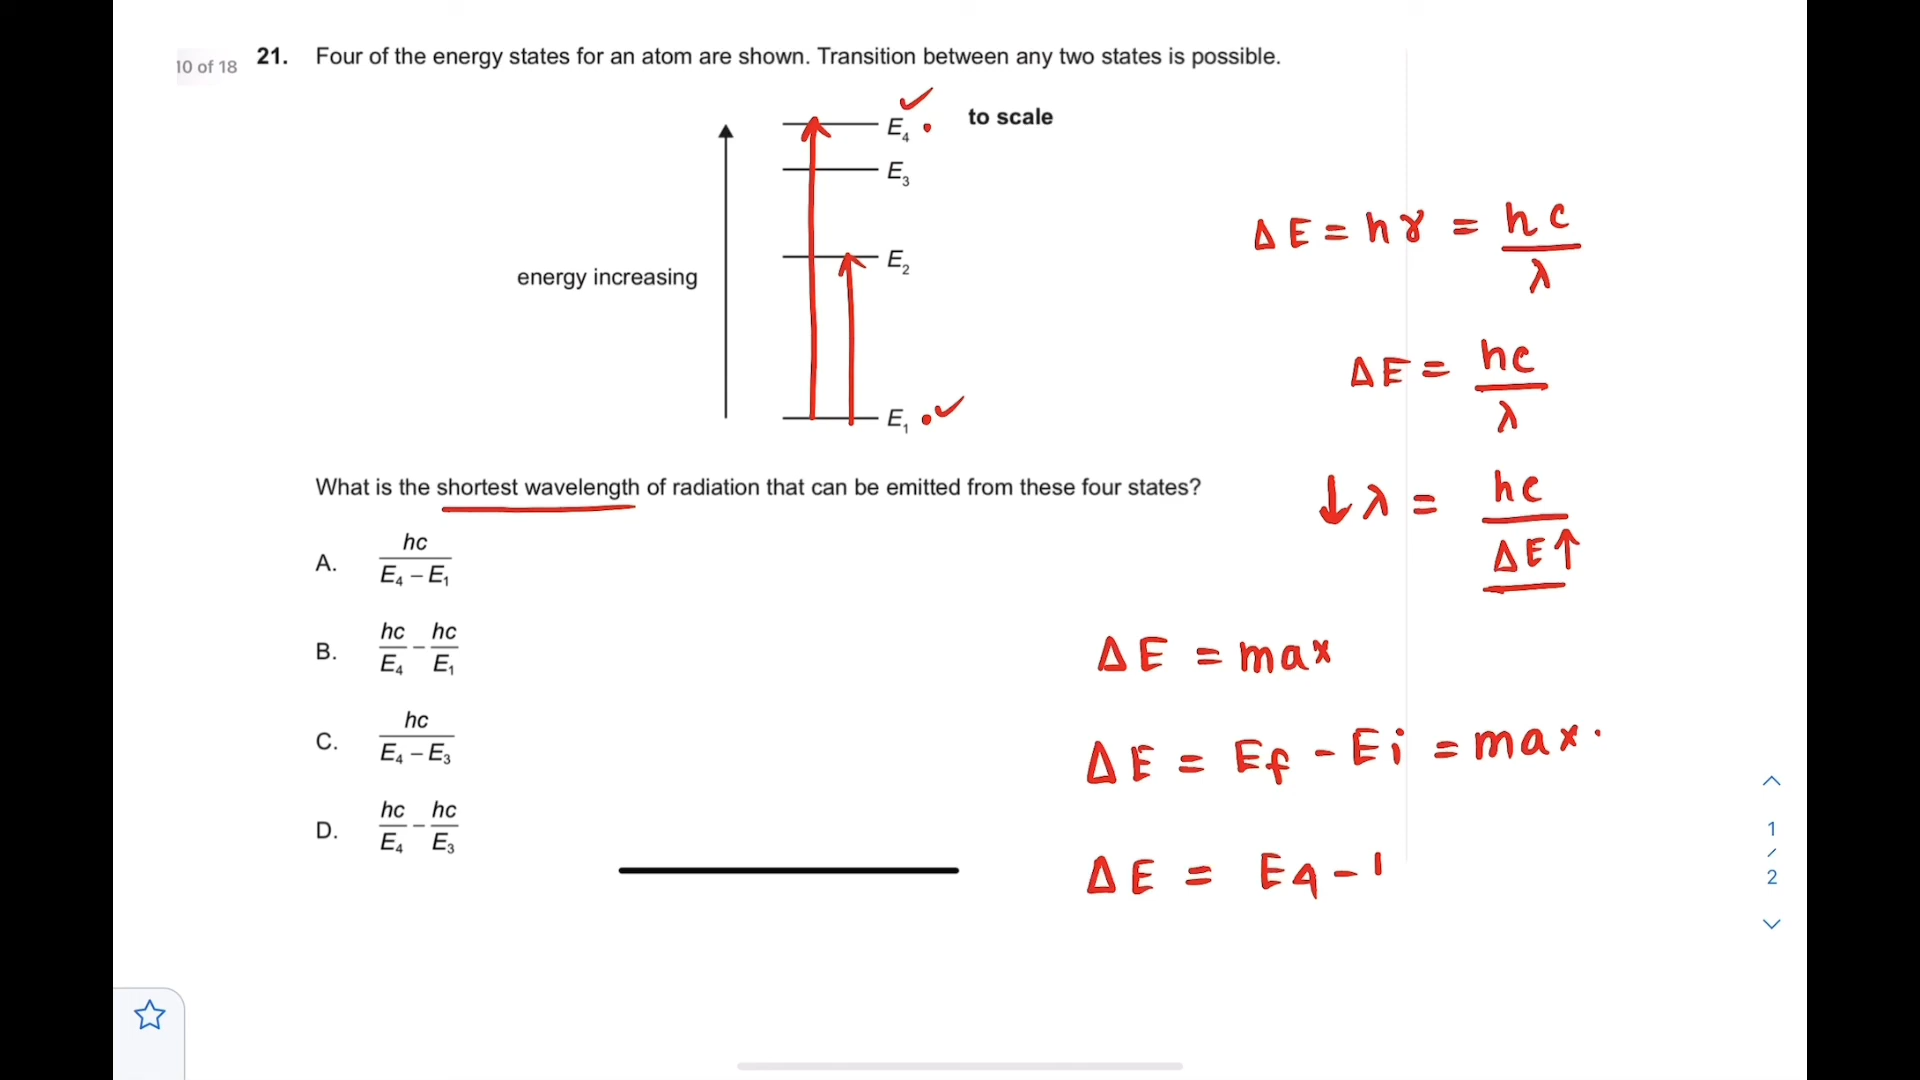 10 of 18
21. Four of the energy states for an atom are shown. Transition between any two states is possible.
to scale
E₄
E₃
E₂
E₁
energy increasing
What is the shortest wavelength of radiation that can be emitted from these four states?
A. hc / (E₄ – E₁)
B. hc/E₄ – hc/E₁
C. hc / (E₄ – E₃)
D. hc/E₄ – hc/E₃
ΔE = hγ = hc/λ
ΔE = hc/λ
↓λ = hc/ΔE↑
ΔE = max
ΔE = Ef - Ei = max.
ΔE = E4 -
1
/
2